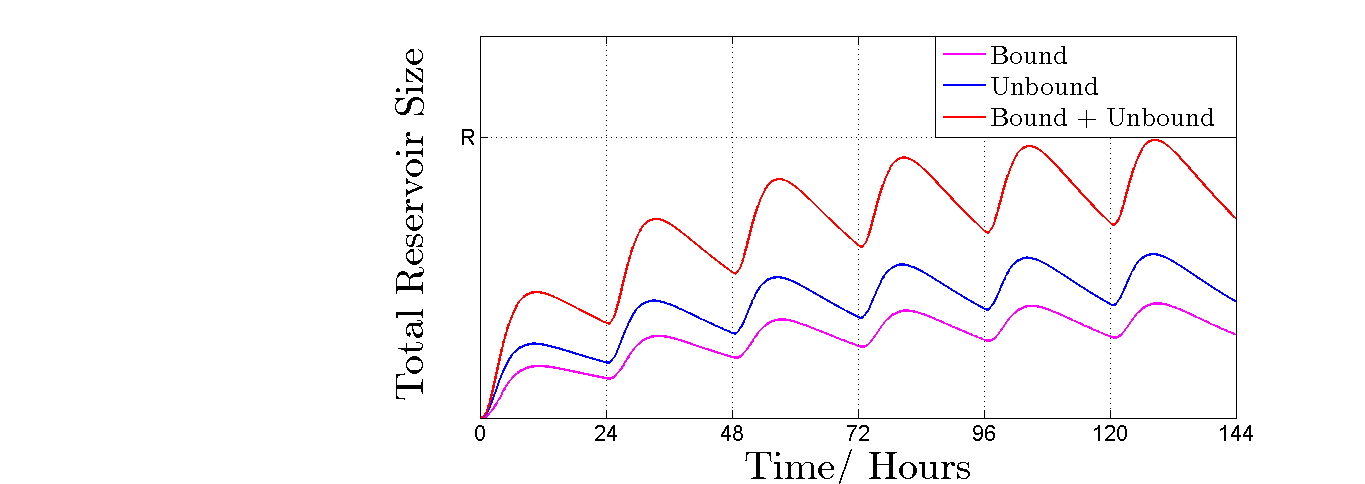 Total Reservoir Size
R
Bound
Unbound
Bound + Unbound
0 24 48 72 96 120 144
Time/ Hours